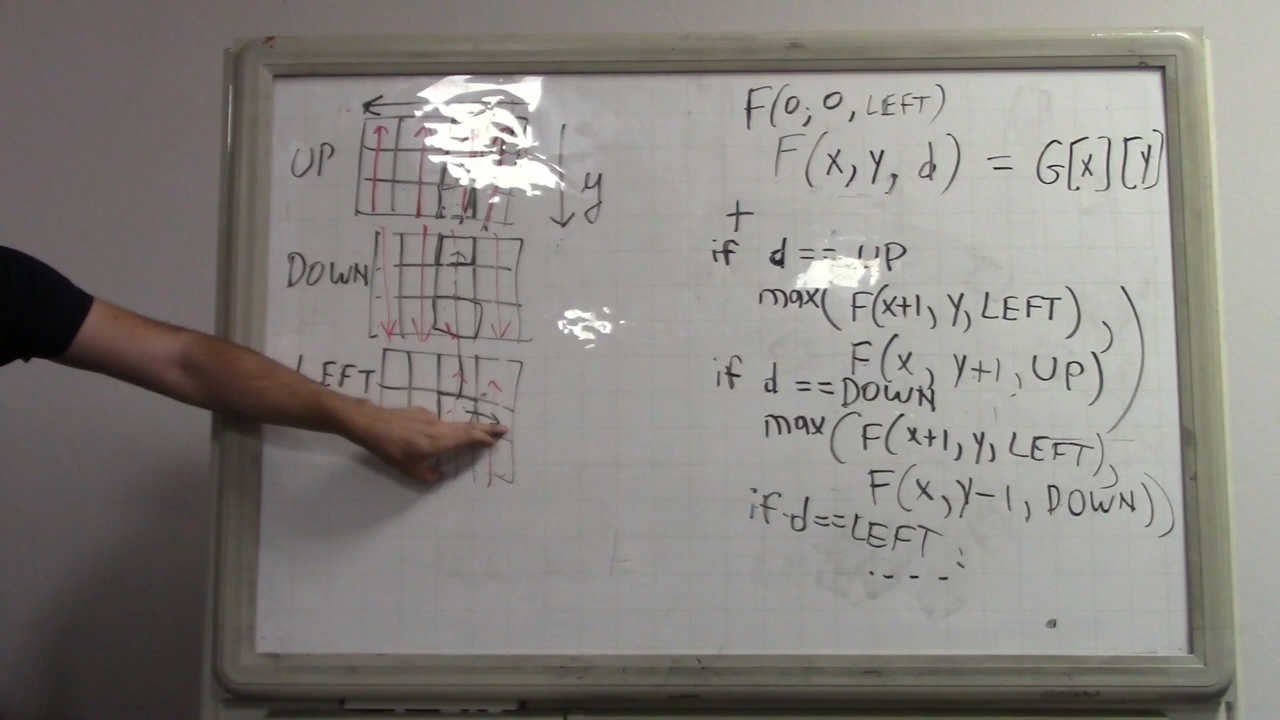 UP
y
DOWN
LEFT
F(0, 0, LEFT)
F(x, y, d) = G[x][y]
+
if d == UP
max( F(x+1, y, LEFT),
F(x, y+1, UP) )
if d == DOWN
max( F(x+1, y, LEFT),
F(x, y-1, DOWN))
if d == LEFT :
....